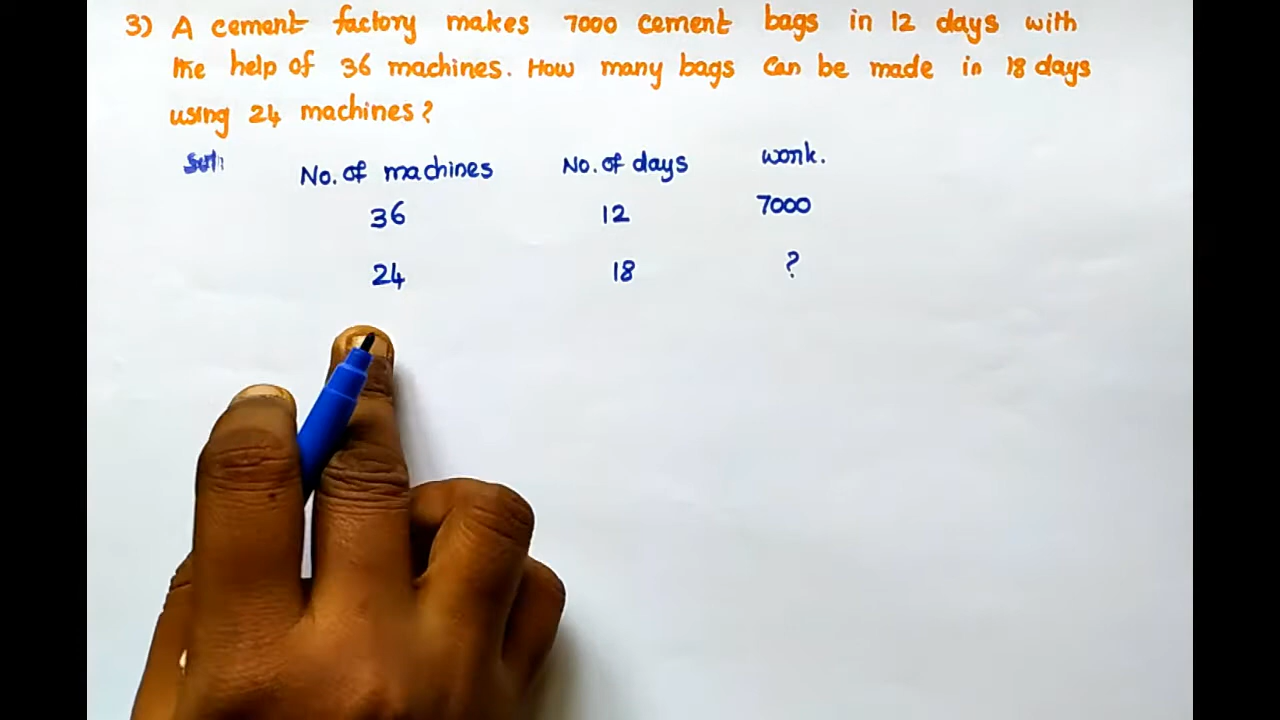 3) A cement factory makes 7000 cement bags in 12 days with
the help of 36 machines. How many bags can be made in 18 days
using 24 machines?
Sol: No. of machines No. of days work.
36 12 7000
24 18 ?